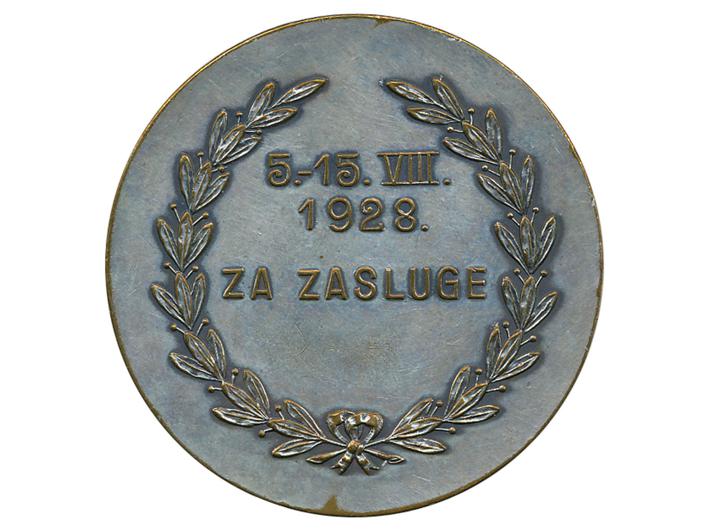 5.-15. VIII.
1928.
ZA ZASLUGE